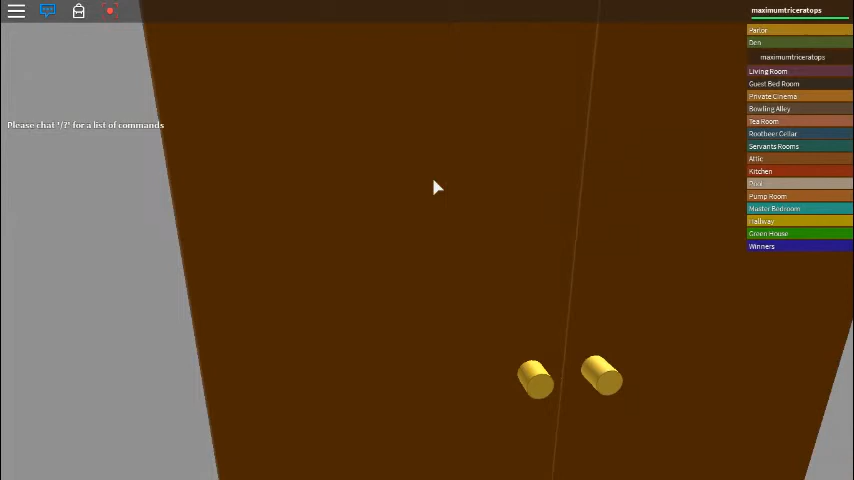 maximumtriceratops
Parlor
Den
maximumtriceratops
Living Room
Guest Bed Room
Private Cinema
Bowling Alley
Tea Room
Rootbeer Cellar
Servants Rooms
Attic
Kitchen
Pool
Pump Room
Master Bedroom
Hallway
Green House
Winners
Please chat '/?' for a list of commands